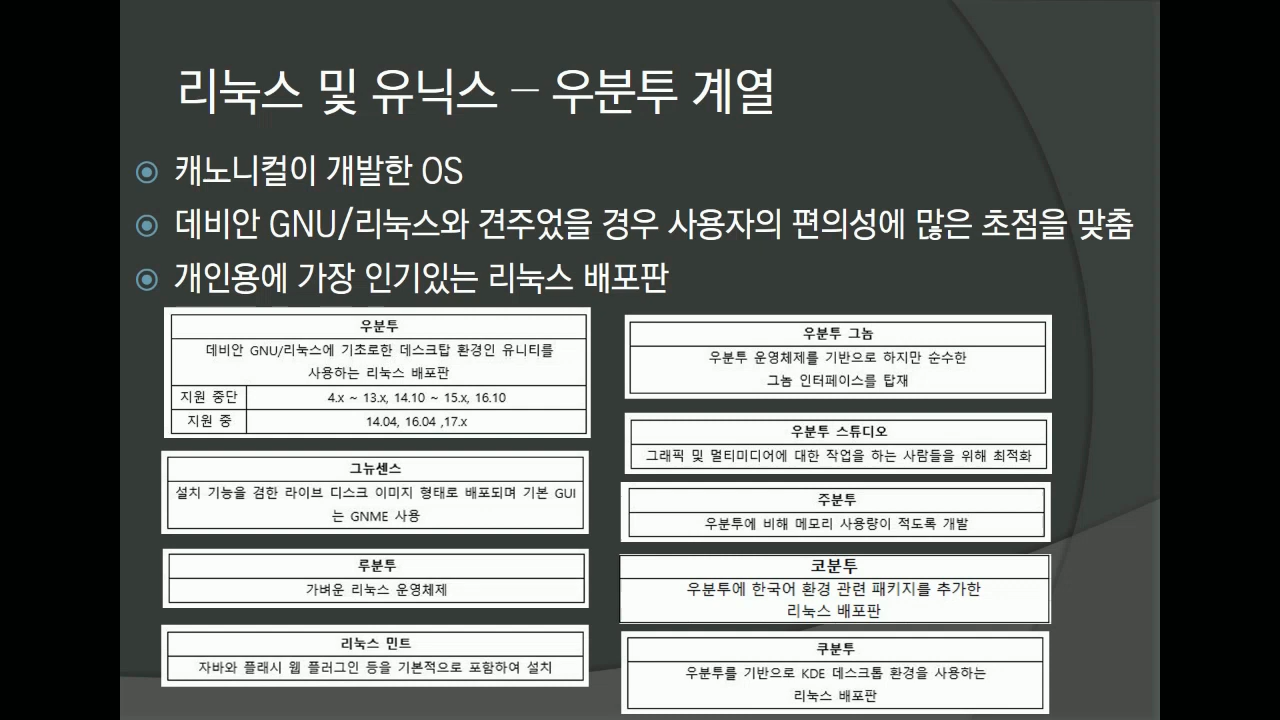 리눅스 및 유닉스 – 우분투 계열
캐노니컬이 개발한 OS
데비안 GNU/리눅스와 견주었을 경우 사용자의 편의성에 많은 초점을 맞춤
개인용에 가장 인기있는 리눅스 배포판
우분투
데비안 GNU/리눅스에 기초로한 데스크탑 환경인 유니티를
사용하는 리눅스 배포판
지원 중단 4.x ~ 13.x, 14.10 ~ 15.x, 16.10
지원 중 14.04, 16.04 ,17.x
그뉴센스
설치 기능을 겸한 라이브 디스크 이미지 형태로 배포되며 기본 GUI
는 GNME 사용
루분투
가벼운 리눅스 운영체제
리눅스 민트
자바와 플래시 웹 플러그인 등을 기본적으로 포함하여 설치
우분투 그놈
우분투 운영체제를 기반으로 하지만 순수한
그놈 인터페이스를 탑재
우분투 스튜디오
그래픽 및 멀티미디어에 대한 작업을 하는 사람들을 위해 최적화
주분투
우분투에 비해 메모리 사용량이 적도록 개발
코분투
우분투에 한국어 환경 관련 패키지를 추가한
리눅스 배포판
쿠분투
우분투를 기반으로 KDE 데스크톱 환경을 사용하는
리눅스 배포판